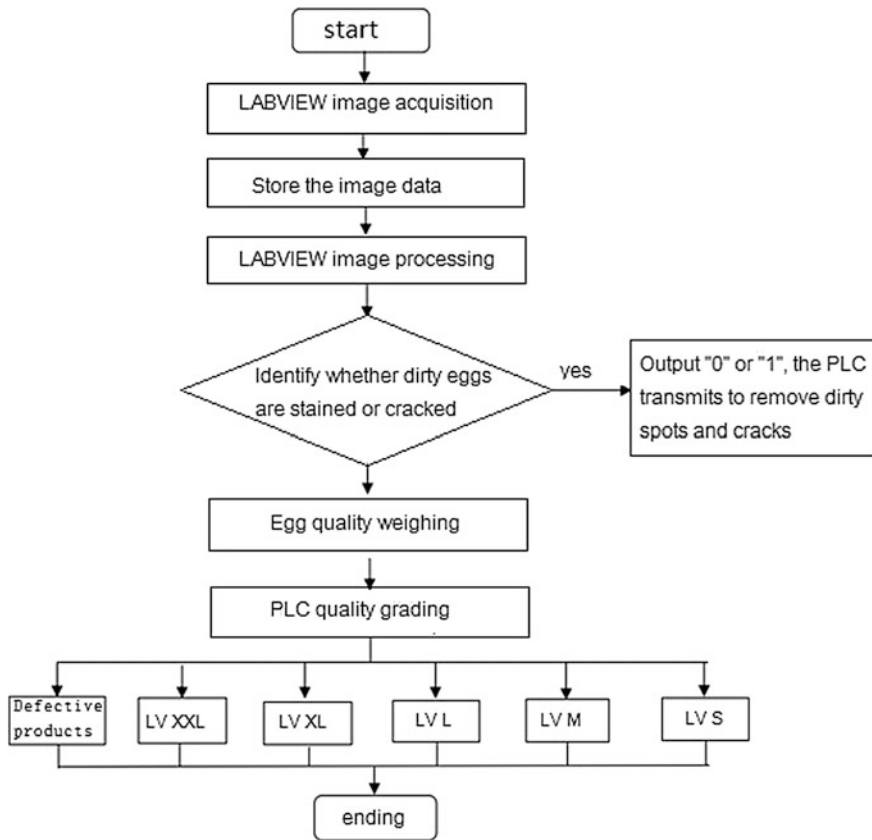 start
LABVIEW image acquisition
Store the image data
LABVIEW image processing
Identify whether dirty eggs
are stained or cracked
yes
Output "0" or "1", the PLC
transmits to remove dirty
spots and cracks
Egg quality weighing
PLC quality grading
Defective
products
LV XXL
LV XL
LV L
LV M
LV S
ending